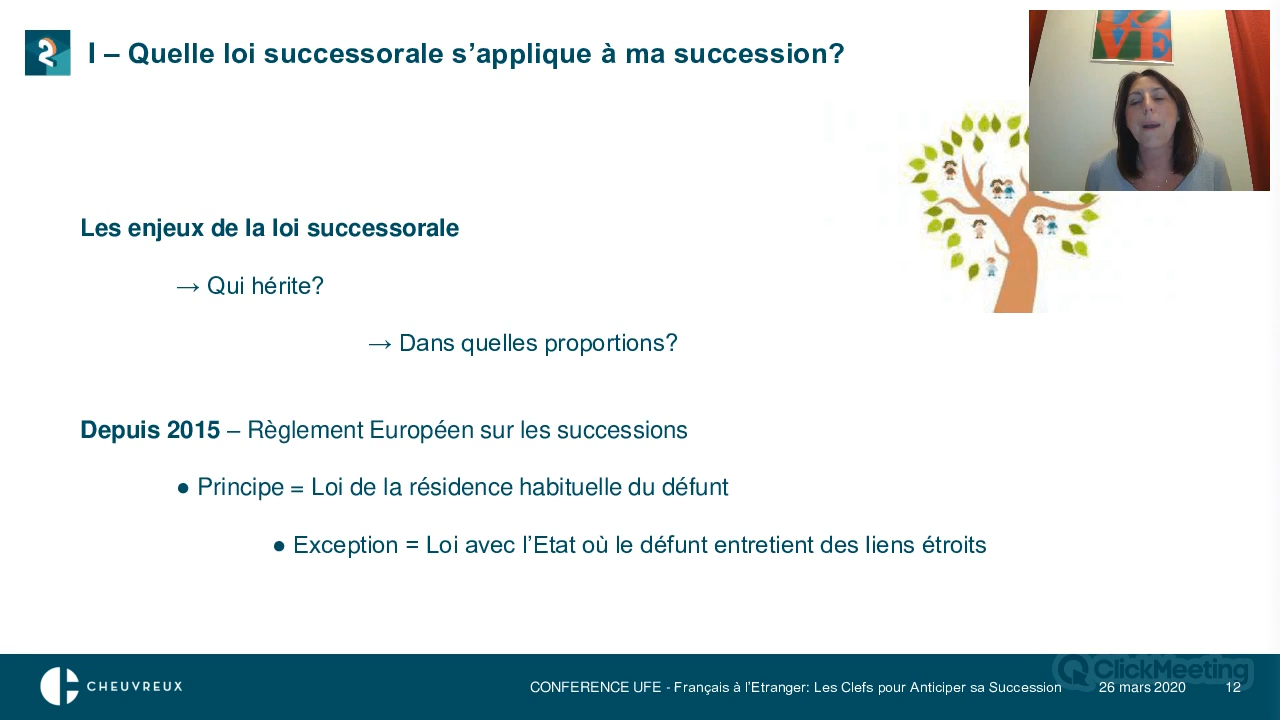 I – Quelle loi successorale s’applique à ma succession?
LOVE
Les enjeux de la loi successorale
→ Qui hérite?
→ Dans quelles proportions?
Depuis 2015 – Règlement Européen sur les successions
● Principe = Loi de la résidence habituelle du défunt
● Exception = Loi avec l’Etat où le défunt entretient des liens étroits
CHEUVREUX
CONFERENCE UFE - Français à l’Etranger: Les Clefs pour Anticiper sa Succession
26 mars 2020
12
ClickMeeting